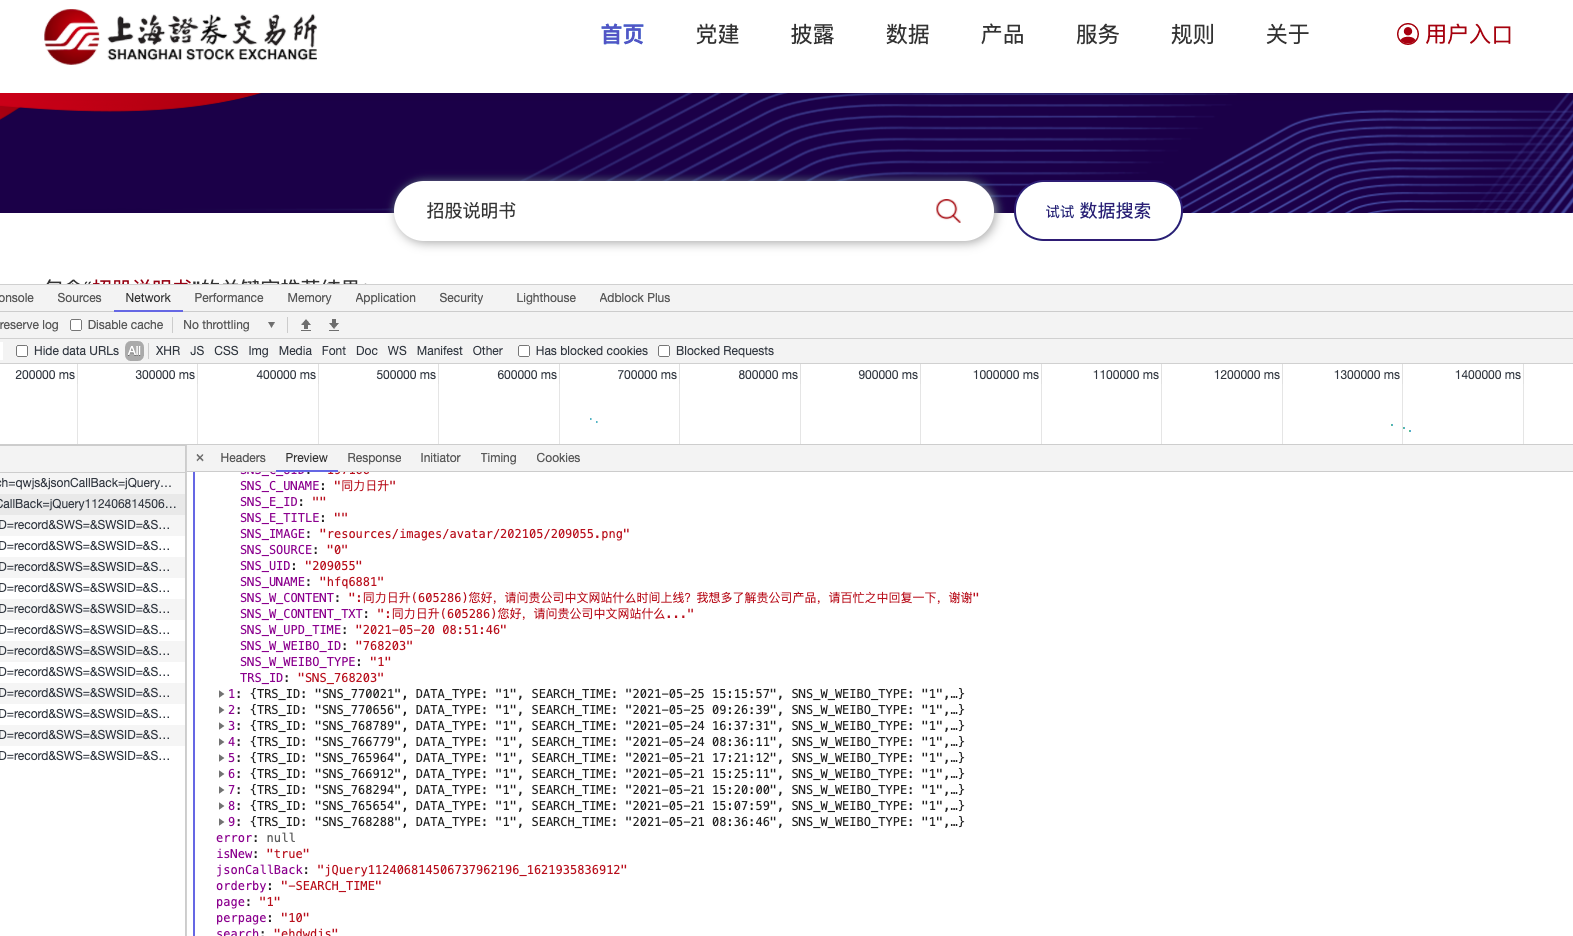 上海證券交易所
SHANGHAI STOCK EXCHANGE
首页 党建 披露 数据 产品 服务 规则 关于 用户入口
招股说明书
试试 数据搜索
包含“招股说明书”的关键字推荐结果:
onsole Sources Network Performance Memory Application Security Lighthouse Adblock Plus
reserve log Disable cache No throttling
Hide data URLs All XHR JS CSS Img Media Font Doc WS Manifest Other Has blocked cookies Blocked Requests
200000 ms 300000 ms 400000 ms 500000 ms 600000 ms 700000 ms 800000 ms 900000 ms 1000000 ms 1100000 ms 1200000 ms 1300000 ms 1400000 ms
× Headers Preview Response Initiator Timing Cookies
ch=qwjs&jsonCallBack=jQuery…
CallBack=jQuery112406814506…
D=record&SWS=&SWSID=&S…
D=record&SWS=&SWSID=&S…
D=record&SWS=&SWSID=&S…
D=record&SWS=&SWSID=&S…
D=record&SWS=&SWSID=&S…
D=record&SWS=&SWSID=&S…
D=record&SWS=&SWSID=&S…
D=record&SWS=&SWSID=&S…
D=record&SWS=&SWSID=&S…
D=record&SWS=&SWSID=&S…
D=record&SWS=&SWSID=&S…
D=record&SWS=&SWSID=&S…
SNS_C_UNAME: "同力日升"
SNS_E_ID: ""
SNS_E_TITLE: ""
SNS_IMAGE: "resources/images/avatar/202105/209055.png"
SNS_SOURCE: "0"
SNS_UID: "209055"
SNS_UNAME: "hfq6881"
SNS_W_CONTENT: ":同力日升(605286)您好，请问贵公司中文网站什么时间上线？我想多了解贵公司产品，请百忙之中回复一下，谢谢"
SNS_W_CONTENT_TXT: ":同力日升(605286)您好，请问贵公司中文网站什么..."
SNS_W_UPD_TIME: "2021-05-20 08:51:46"
SNS_W_WEIBO_ID: "768203"
SNS_W_WEIBO_TYPE: "1"
TRS_ID: "SNS_768203"
1: {TRS_ID: "SNS_770021", DATA_TYPE: "1", SEARCH_TIME: "2021-05-25 15:15:57", SNS_W_WEIBO_TYPE: "1",…}
2: {TRS_ID: "SNS_770656", DATA_TYPE: "1", SEARCH_TIME: "2021-05-25 09:26:39", SNS_W_WEIBO_TYPE: "1",…}
3: {TRS_ID: "SNS_768789", DATA_TYPE: "1", SEARCH_TIME: "2021-05-24 16:37:31", SNS_W_WEIBO_TYPE: "1",…}
4: {TRS_ID: "SNS_766779", DATA_TYPE: "1", SEARCH_TIME: "2021-05-24 08:36:11", SNS_W_WEIBO_TYPE: "1",…}
5: {TRS_ID: "SNS_765964", DATA_TYPE: "1", SEARCH_TIME: "2021-05-21 17:21:12", SNS_W_WEIBO_TYPE: "1",…}
6: {TRS_ID: "SNS_766912", DATA_TYPE: "1", SEARCH_TIME: "2021-05-21 15:25:11", SNS_W_WEIBO_TYPE: "1",…}
7: {TRS_ID: "SNS_768294", DATA_TYPE: "1", SEARCH_TIME: "2021-05-21 15:20:00", SNS_W_WEIBO_TYPE: "1",…}
8: {TRS_ID: "SNS_765654", DATA_TYPE: "1", SEARCH_TIME: "2021-05-21 15:07:59", SNS_W_WEIBO_TYPE: "1",…}
9: {TRS_ID: "SNS_768288", DATA_TYPE: "1", SEARCH_TIME: "2021-05-21 08:36:46", SNS_W_WEIBO_TYPE: "1",…}
error: null
isNew: "true"
jsonCallBack: "jQuery112406814506737962196_1621935836912"
orderby: "-SEARCH_TIME"
page: "1"
perpage: "10"
search: "ehdwdjs"